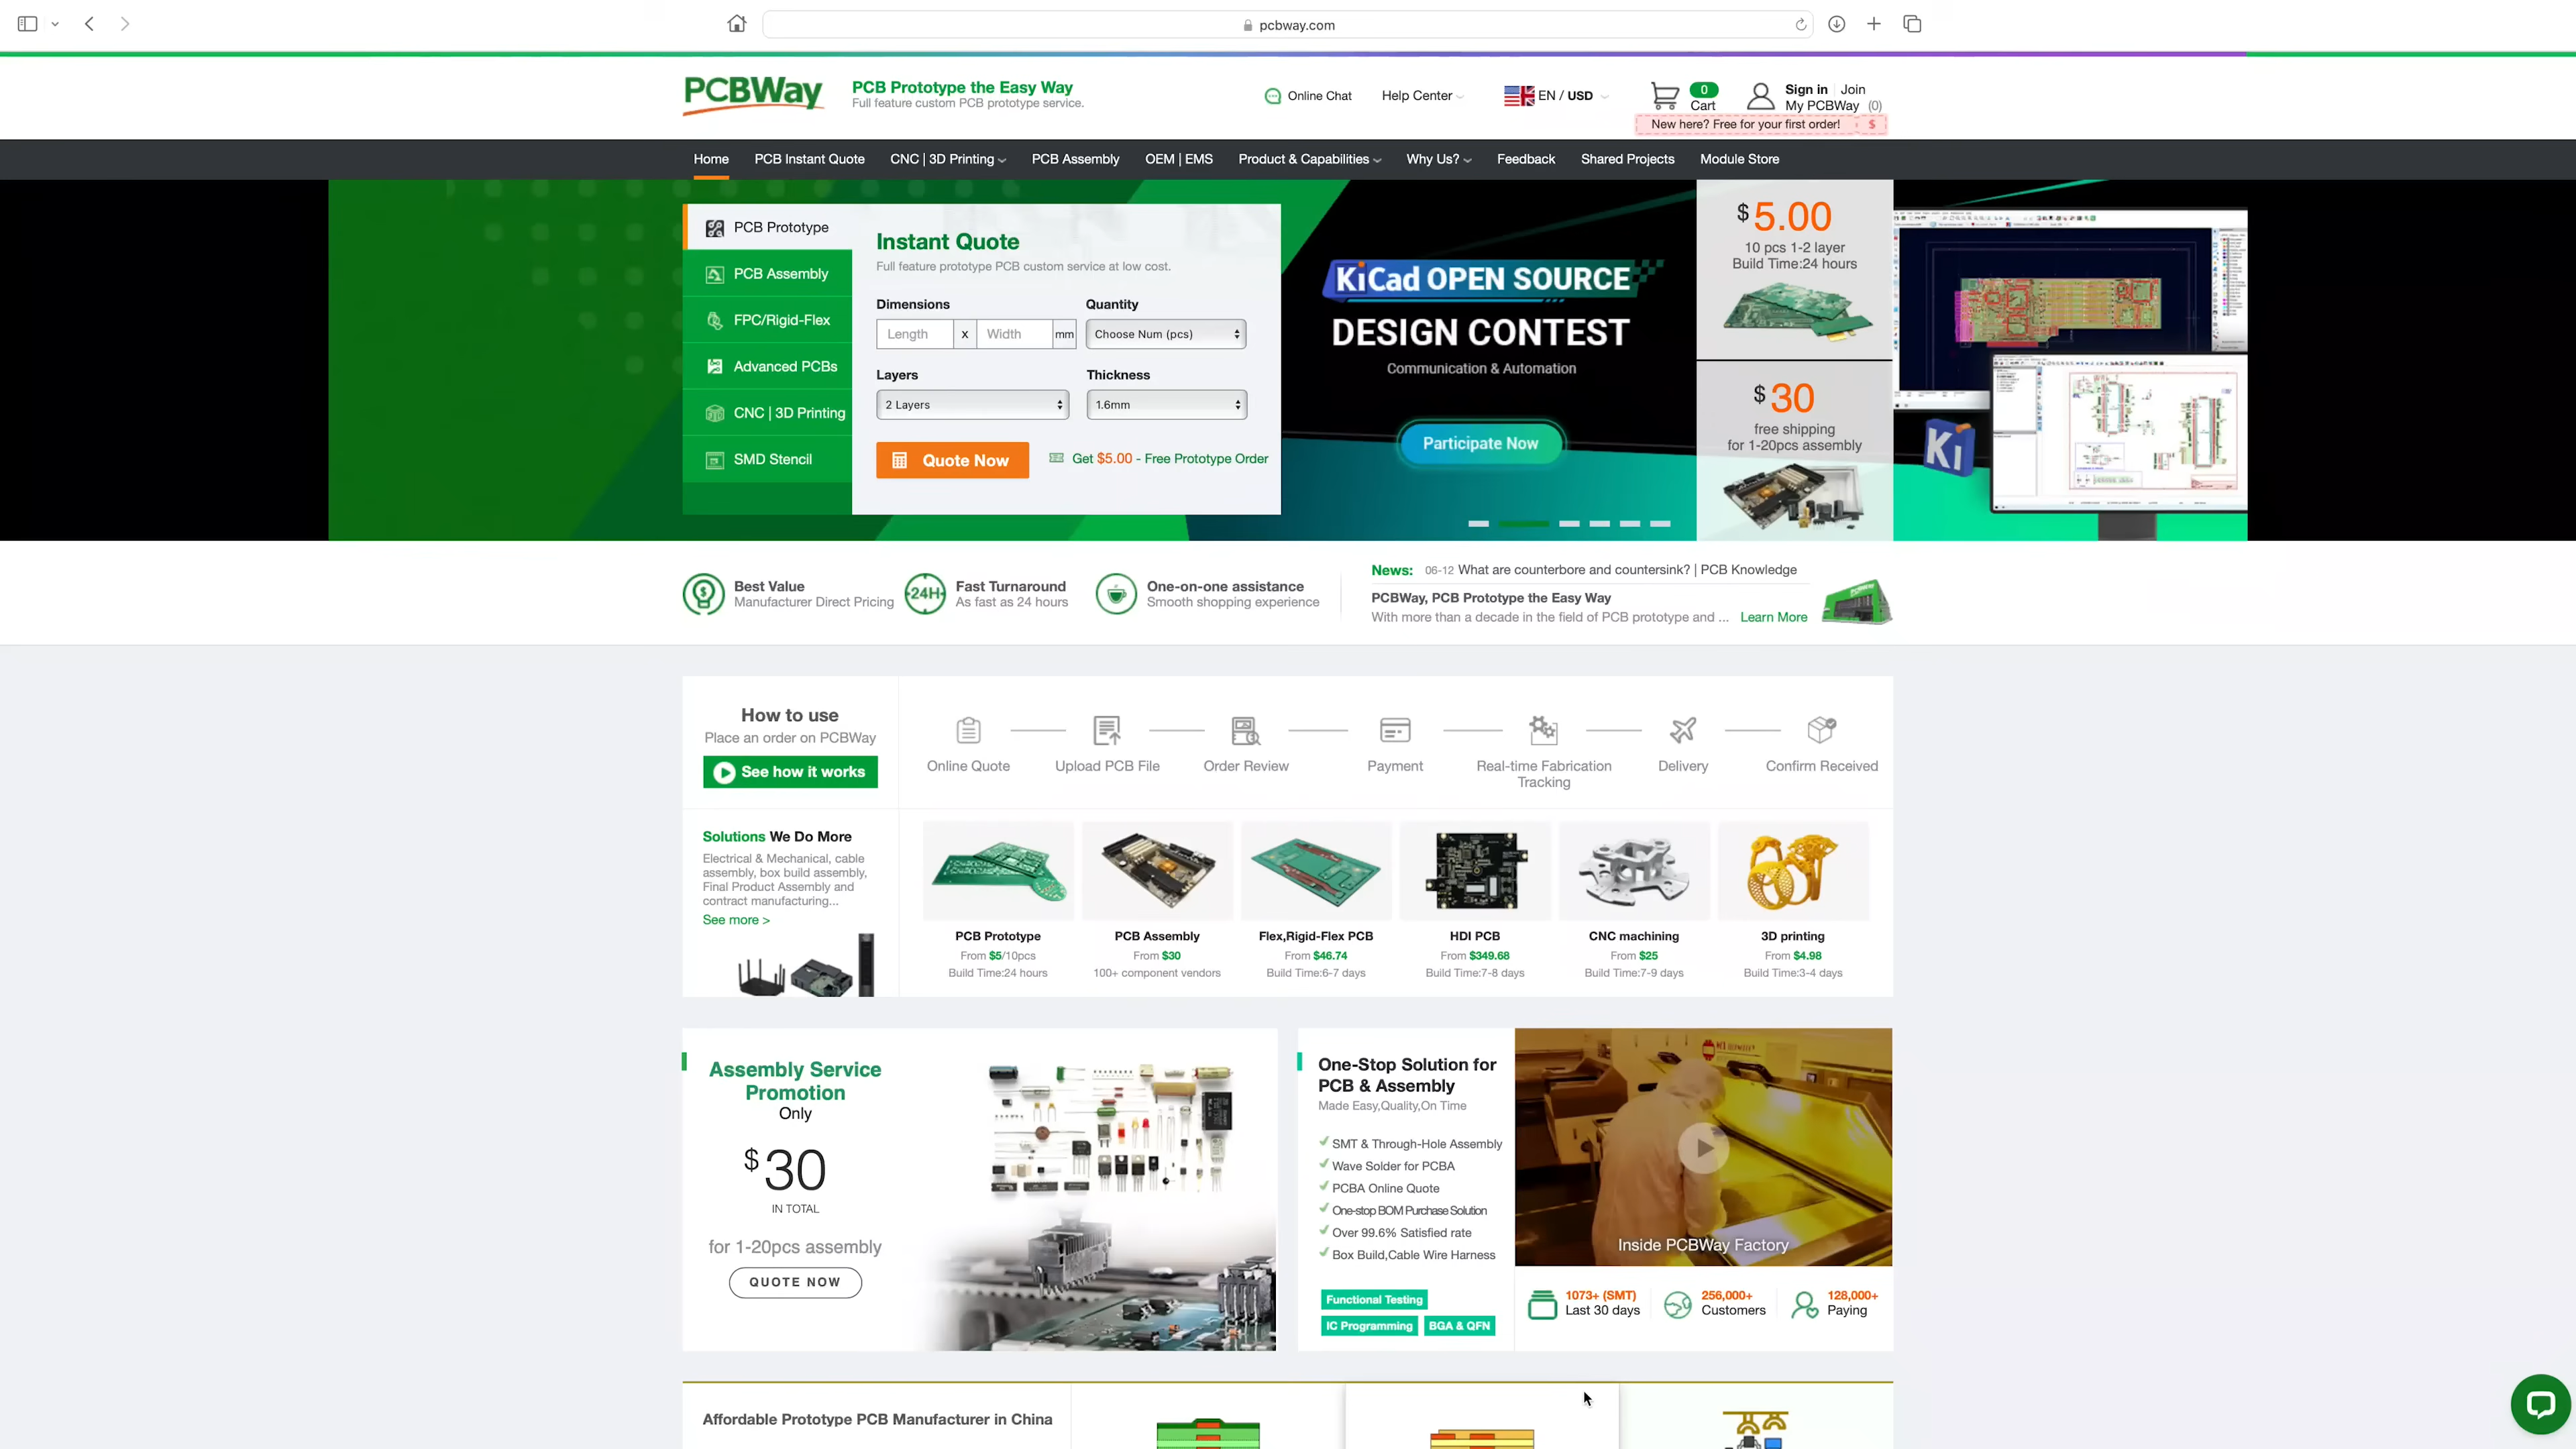 pcbway.com
PCBWay
PCB Prototype the Easy Way
Full feature custom PCB prototype service.
Online Chat
Help Center
EN / USD
0
Cart
Sign in
Join
My PCBWay (0)
New here? Free for your first order!
$
Home
PCB Instant Quote
CNC | 3D Printing
PCB Assembly
OEM | EMS
Product & Capabilities
Why Us?
Feedback
Shared Projects
Module Store
PCB Prototype
PCB Assembly
FPC/Rigid-Flex
Advanced PCBs
CNC | 3D Printing
SMD Stencil
Instant Quote
Full feature prototype PCB custom service at low cost.
Dimensions
Quantity
Length
x
Width
mm
Choose Num (pcs)
Layers
Thickness
2 Layers
1.6mm
Quote Now
Get $5.00 - Free Prototype Order
KiCad OPEN SOURCE
DESIGN CONTEST
Communication & Automation
Participate Now
$5.00
10 pcs 1-2 layer
Build Time:24 hours
$30
free shipping
for 1-20pcs assembly
Ki
Best Value
Manufacturer Direct Pricing
24H
Fast Turnaround
As fast as 24 hours
One-on-one assistance
Smooth shopping experience
News: 06-12 What are counterbore and countersink? | PCB Knowledge
PCBWay, PCB Prototype the Easy Way
With more than a decade in the field of PCB prototype and ... Learn More
How to use
Place an order on PCBWay
See how it works
Online Quote
Upload PCB File
Order Review
Payment
Real-time Fabrication
Tracking
Delivery
Confirm Received
Solutions We Do More
Electrical & Mechanical, cable
assembly, box build assembly,
Final Product Assembly and
contract manufacturing...
See more >
PCB Prototype
From $5/10pcs
Build Time:24 hours
PCB Assembly
From $30
100+ component vendors
Flex,Rigid-Flex PCB
From $46.74
Build Time:6-7 days
HDI PCB
From $349.68
Build Time:7-8 days
CNC machining
From $25
Build Time:7-9 days
3D printing
From $4.98
Build Time:3-4 days
Assembly Service
Promotion
Only
$30
IN TOTAL
for 1-20pcs assembly
QUOTE NOW
One-Stop Solution for
PCB & Assembly
Made Easy,Quality,On Time
SMT & Through-Hole Assembly
Wave Solder for PCBA
PCBA Online Quote
One-stop BOM Purchase Solution
Over 99.6% Satisfied rate
Box Build,Cable Wire Harness
Functional Testing
IC Programming
BGA & QFN
Inside PCBWay Factory
1073+ (SMT)
Last 30 days
256,000+
Customers
128,000+
Paying
Affordable Prototype PCB Manufacturer in China